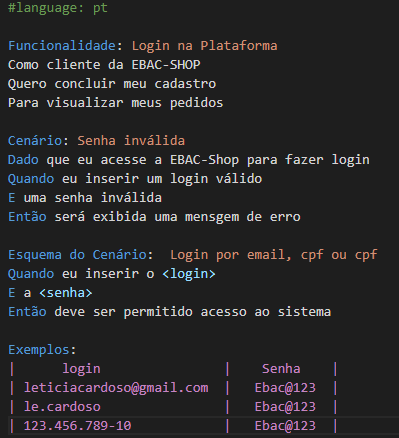 #language: pt
Funcionalidade: Login na Plataforma
Como cliente da EBAC-SHOP
Quero concluir meu cadastro
Para visualizar meus pedidos
Cenário: Senha inválida
Dado que eu acesse a EBAC-Shop para fazer login
Quando eu inserir um login válido
E uma senha inválida
Então será exibida uma mensgem de erro
Esquema do Cenário:  Login por email, cpf ou cpf
Quando eu inserir o <login>
E a <senha>
Então deve ser permitido acesso ao sistema
Exemplos:
|      login                |    Senha    |
| leticiacardoso@gmail.com  |   Ebac@123  |
| le.cardoso                |   Ebac@123  |
| 123.456.789-10            |   Ebac@123  |